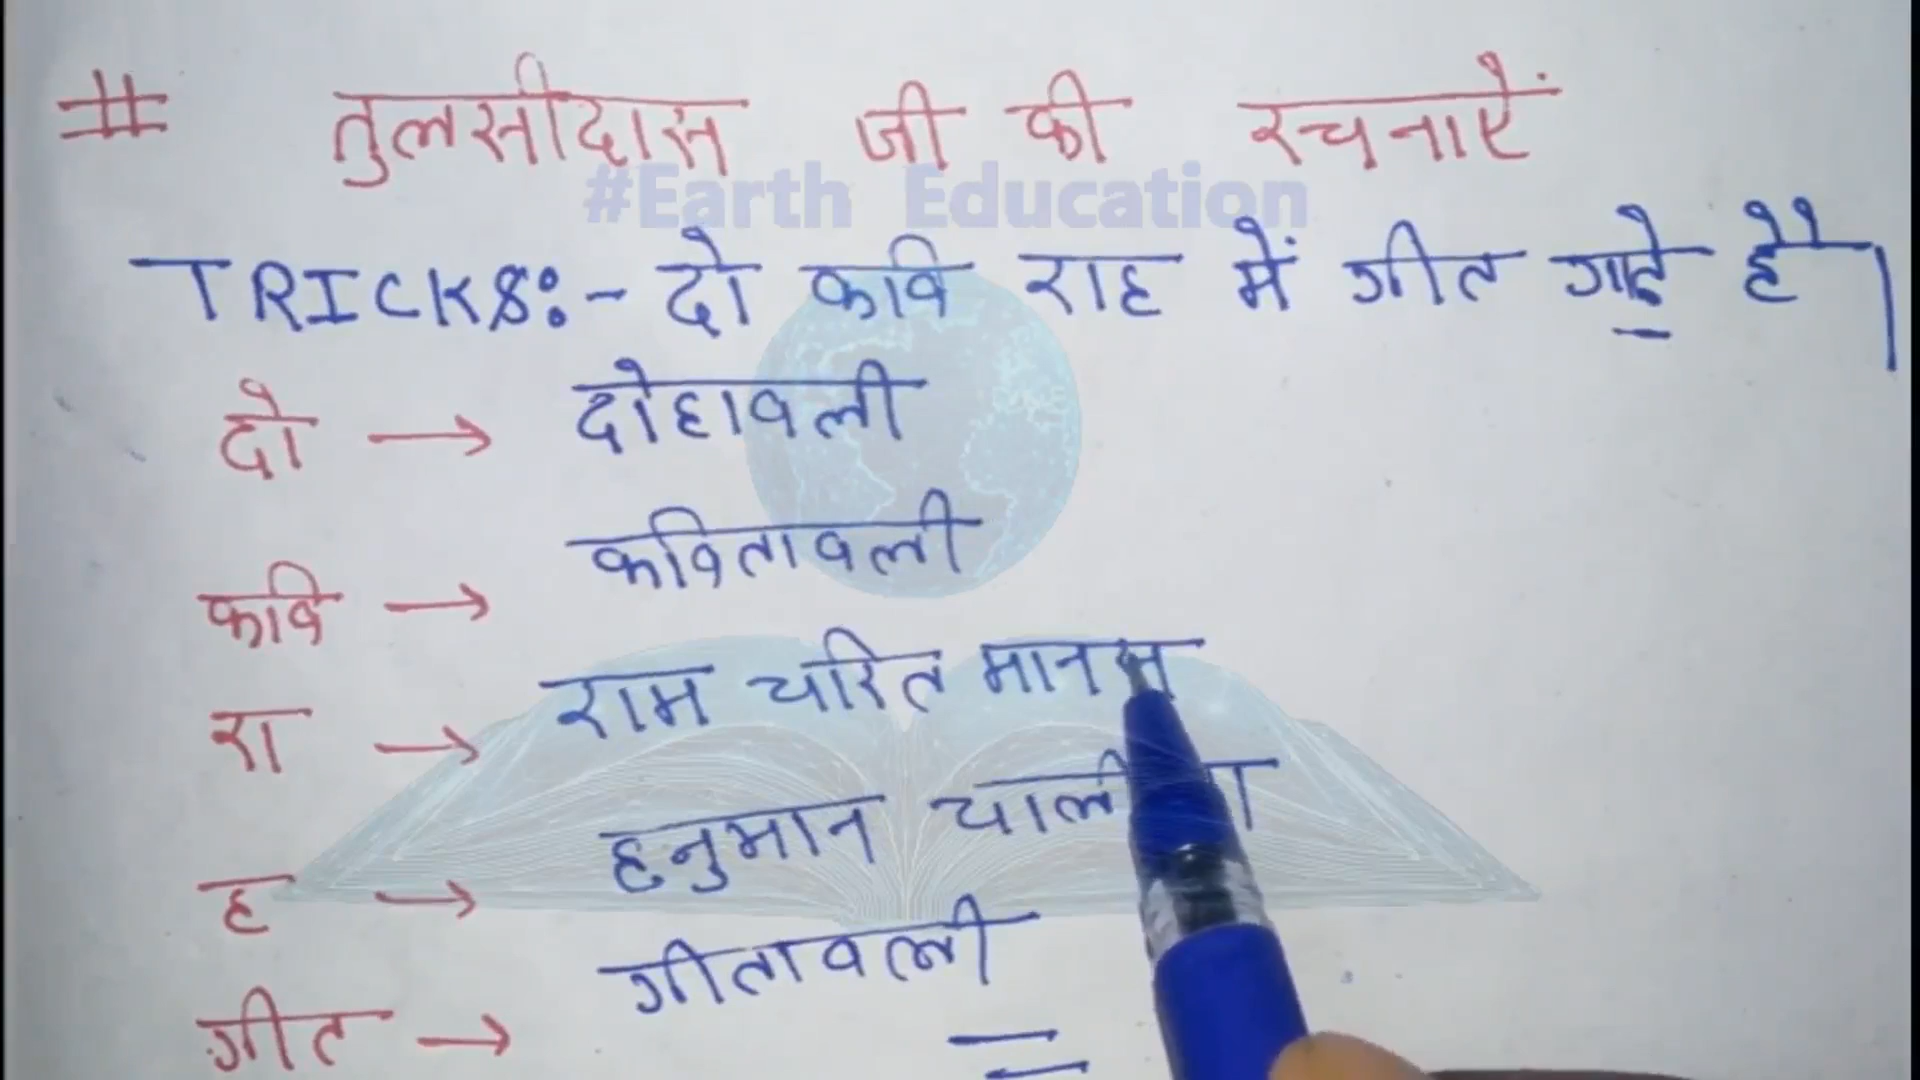 # तुलसीदास जी की रचनाऐं
#Earth Education
TRICKS:- दो कवि राह में गीत गाते है।
दो → दोहावली
कवि → कवितावली
रा → राम चरित मानस
ह → हनुमान चालीसा
गीत → गीतावली